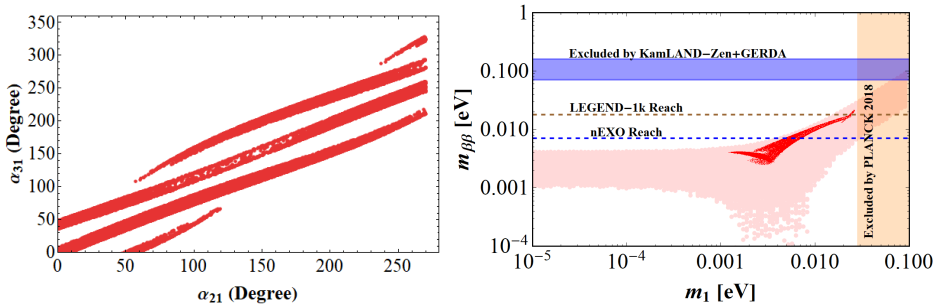 350
300
250
200
150
100
50
0
α31 (Degree)
0 50 100 150 200 250
α21 (Degree)
1
0.100
0.010
0.001
10⁻⁴
mββ [eV]
Excluded by KamLAND−Zen+GERDA
LEGEND−1k Reach
nEXO Reach
Excluded by PLANCK 2018
10⁻⁵ 10⁻⁴ 0.001 0.010 0.100
m1 [eV]